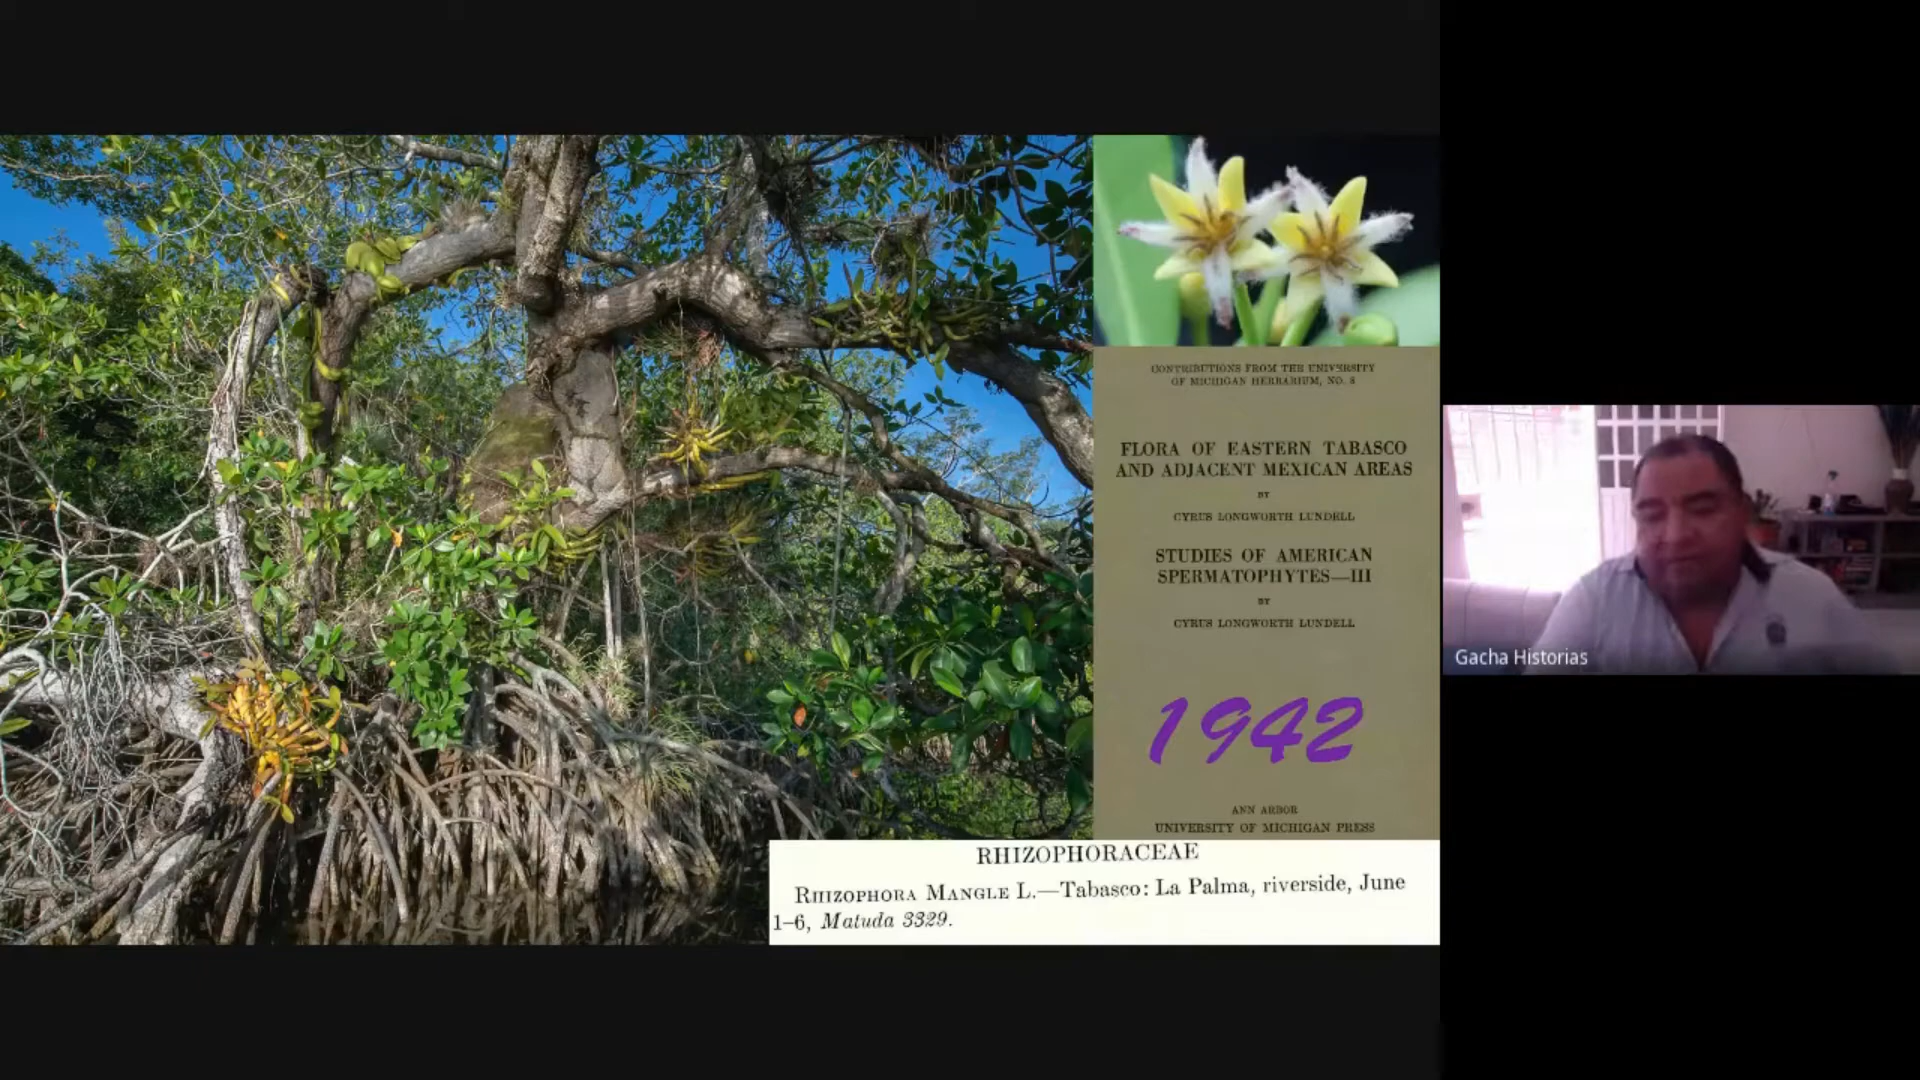 CONTRIBUTIONS FROM THE UNIVERSITY
OF MICHIGAN HERBARIUM, NO. 8
FLORA OF EASTERN TABASCO
AND ADJACENT MEXICAN AREAS
BY
CYRUS LONGWORTH LUNDELL
STUDIES OF AMERICAN
SPERMATOPHYTES—III
BY
CYRUS LONGWORTH LUNDELL
1942
ANN ARBOR
UNIVERSITY OF MICHIGAN PRESS
RHIZOPHORACEAE
RHIZOPHORA MANGLE L.—Tabasco: La Palma, riverside, June
1–6, Matuda 3329.
Gacha Historias